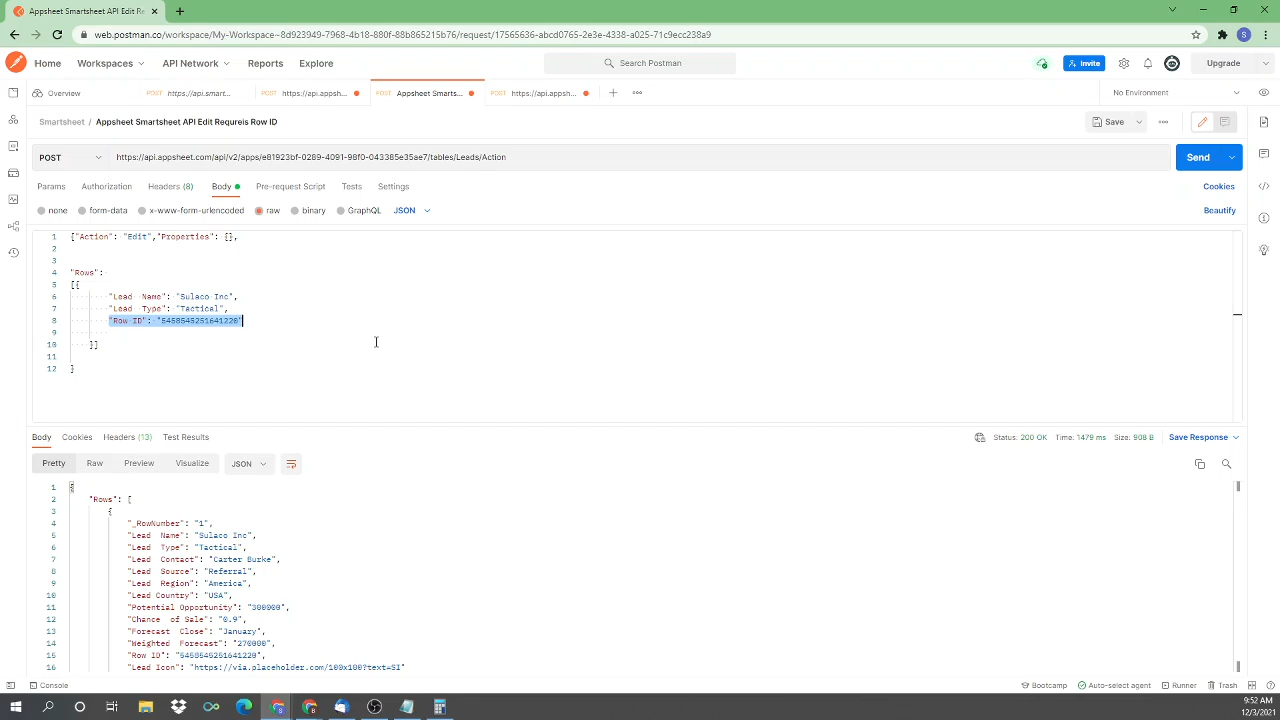 Appsheet Smartsheet API Edit Re
web.postman.co/workspace/My-Workspace~8d923949-7968-4b18-880f-88b865215b76/request/17565636-abcd0765-2e3e-4338-a025-71c9ecc238a9
S
Home Workspaces API Network Reports Explore Search Postman Invite Upgrade
Overview POST https://api.smart... POST https://api.appsh... POST Appsheet Smarts... POST https://api.appsh... No Environment
Smartsheet / Appsheet Smartsheet API Edit Requreis Row ID Save
POST https://api.appsheet.com/api/v2/apps/e81923bf-0289-4091-98f0-043385e35ae7/tables/Leads/Action Send
Params Authorization Headers (8) Body Pre-request Script Tests Settings Cookies
none form-data x-www-form-urlencoded raw binary GraphQL JSON Beautify
1 {"Action": "Edit","Properties": {},
2
3
4 "Rows":
5 [{
6 "Lead Name": "Sulaco Inc",
7 "Lead Type": "Tactical",
8 "Row ID": "5458545251641220"
9
10 }]
11
12 }
Body Cookies Headers (13) Test Results Status: 200 OK Time: 1479 ms Size: 908 B Save Response
Pretty Raw Preview Visualize JSON
1 {
2 "Rows": [
3 {
4 "_RowNumber": "1",
5 "Lead Name": "Sulaco Inc",
6 "Lead Type": "Tactical",
7 "Lead Contact": "Carter Burke",
8 "Lead Source": "Referral",
9 "Lead Region": "America",
10 "Lead Country": "USA",
11 "Potential Opportunity": "300000",
12 "Chance of Sale": "0.9",
13 "Forecast Close": "January",
14 "Weighted Forecast": "270000",
15 "Row ID": "5458545251641220",
16 "Lead Icon": "https://via.placeholder.com/100x100?text=SI"
Console Bootcamp Auto-select agent Runner Trash
9:52 AM
12/3/2021